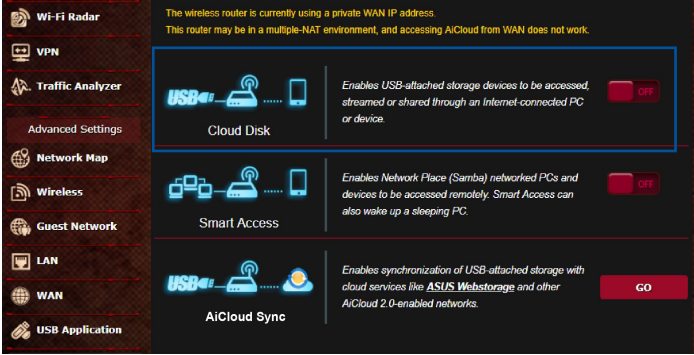 Wi-Fi Radar
VPN
Traffic Analyzer
Advanced Settings
Network Map
Wireless
Guest Network
LAN
WAN
USB Application
The wireless router is currently using a private WAN IP address.
This router may be in a multiple-NAT environment, and accessing AiCloud from WAN does not work.
USB
Cloud Disk
Enables USB-attached storage devices to be accessed,
streamed or shared through an Internet-connected PC
or device.
OFF
Smart Access
Enables Network Place (Samba) networked PCs and
devices to be accessed remotely. Smart Access can
also wake up a sleeping PC.
OFF
USB
AiCloud Sync
Enables synchronization of USB-attached storage with
cloud services like ASUS Webstorage and other
AiCloud 2.0-enabled networks.
GO